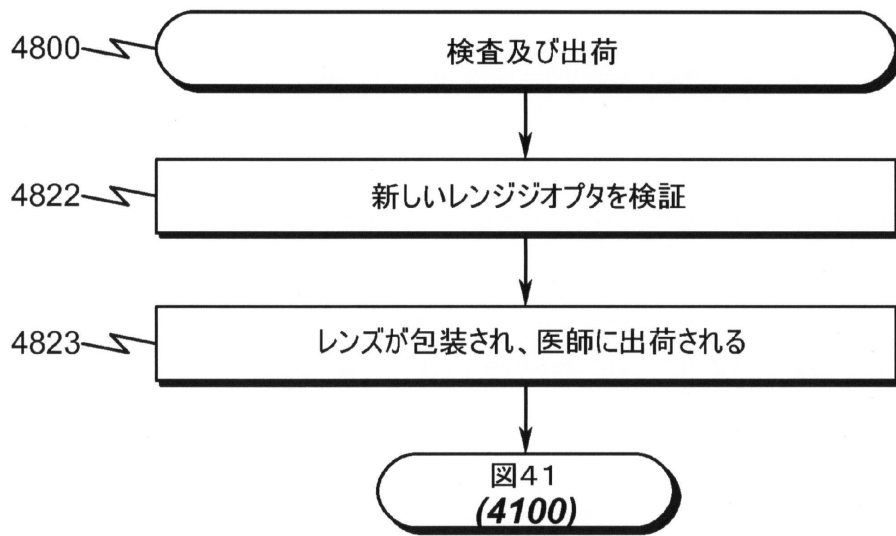 4800
検査及び出荷
4822
新しいレンジジオプタを検証
4823
レンズが包装され、医師に出荷される
図41
(4100)